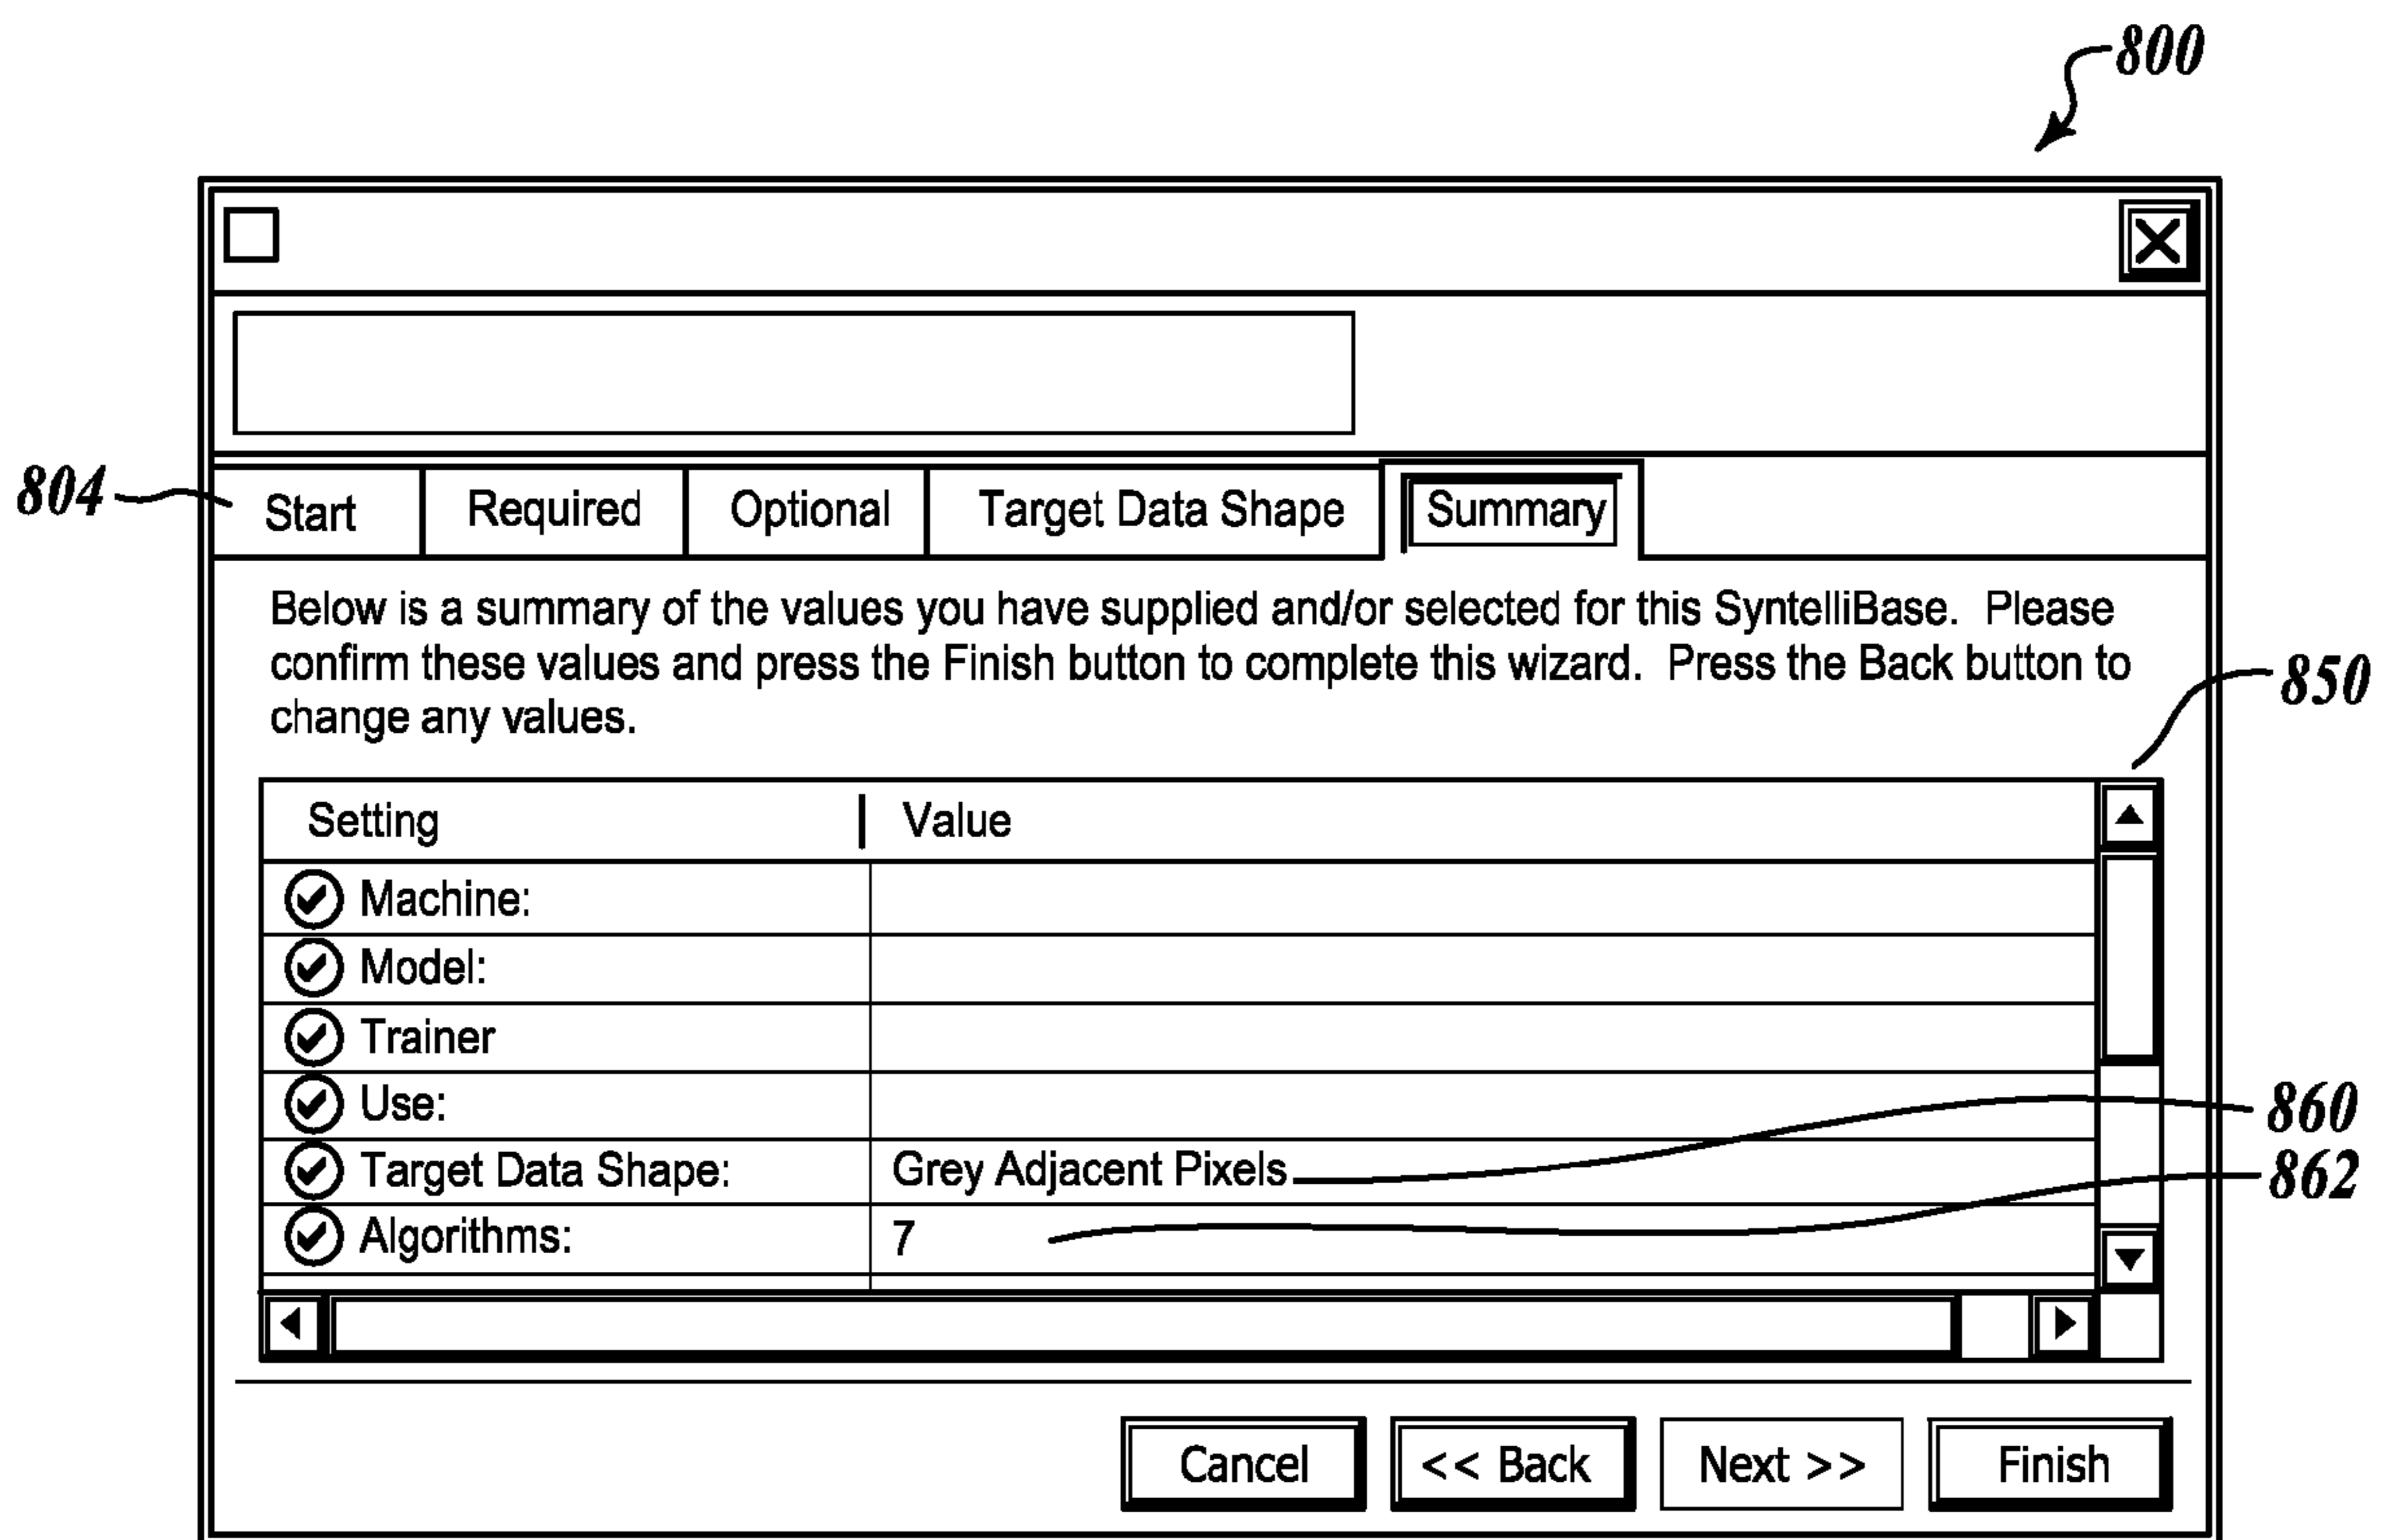 800
804
Start Required Optional Target Data Shape Summary
Below is a summary of the values you have supplied and/or selected for this SyntelliBase. Please
confirm these values and press the Finish button to complete this wizard. Press the Back button to
change any values.
850
Setting Value
Machine:
Model:
Trainer
Use:
860
Target Data Shape: Grey Adjacent Pixels
862
Algorithms: 7
Cancel << Back Next >> Finish